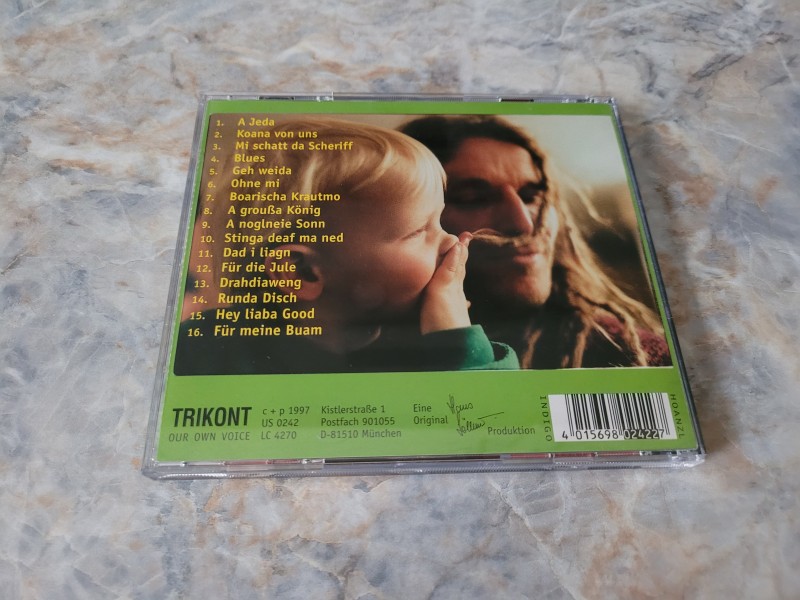 1. A Jeda
2. Koana von uns
3. Mi schatt da Scheriff
4. Blues
5. Geh weida
6. Ohne mi
7. Boarischa Krautmo
8. A groußa König
9. A noglneie Sonn
10. Stinga deaf ma ned
11. Dad i liagn
12. Für die Jule
13. Drahdiaweng
14. Runda Disch
15. Hey liaba Good
16. Für meine Buam
TRIKONT
OUR OWN VOICE
c + p 1997
US 0242
LC 4270
Kistlerstraße 1
Postfach 901055
D-81510 München
Eine
Original
Produktion
INDIGO
HOANZL
4 015698 024227